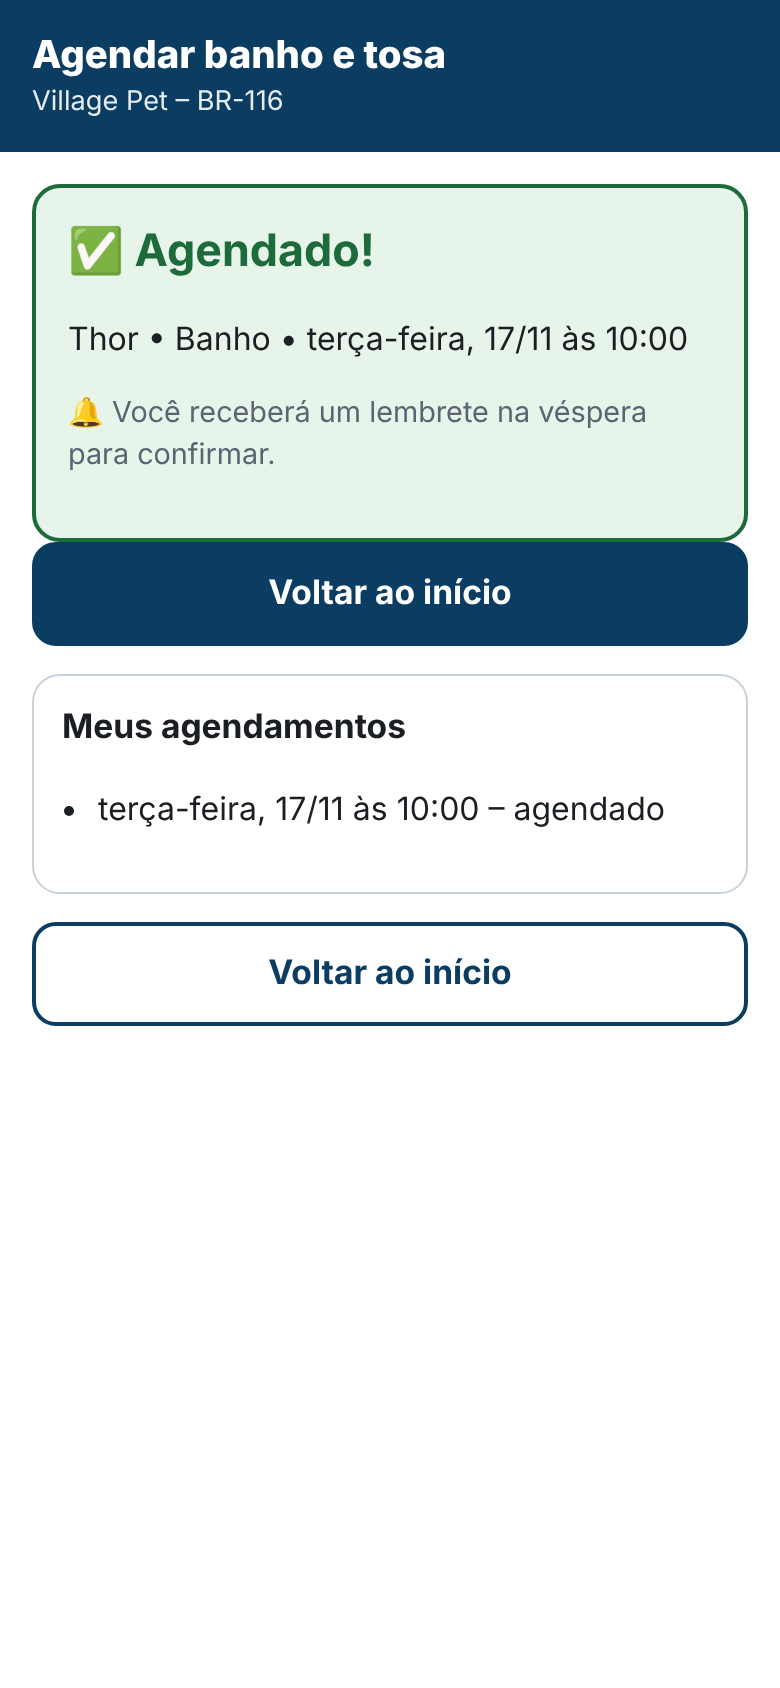 Agendar banho e tosa
Village Pet – BR-116
✅ Agendado!
Thor • Banho • terça-feira, 17/11 às 10:00
🔔 Você receberá um lembrete na véspera
para confirmar.
Voltar ao início
Meus agendamentos
• terça-feira, 17/11 às 10:00 – agendado
Voltar ao início